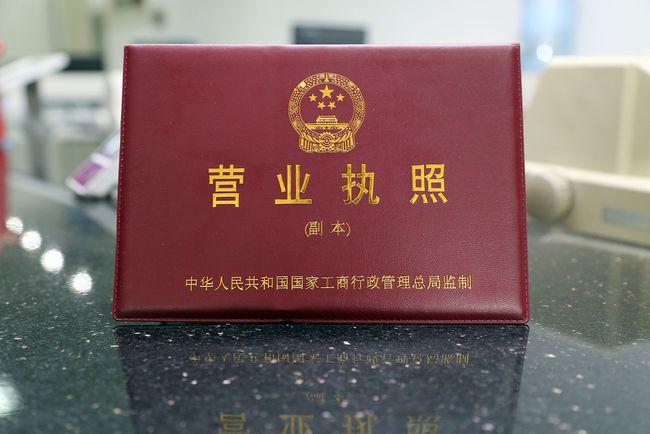 营业执照
(副本)
中华人民共和国国家工商行政管理总局监制